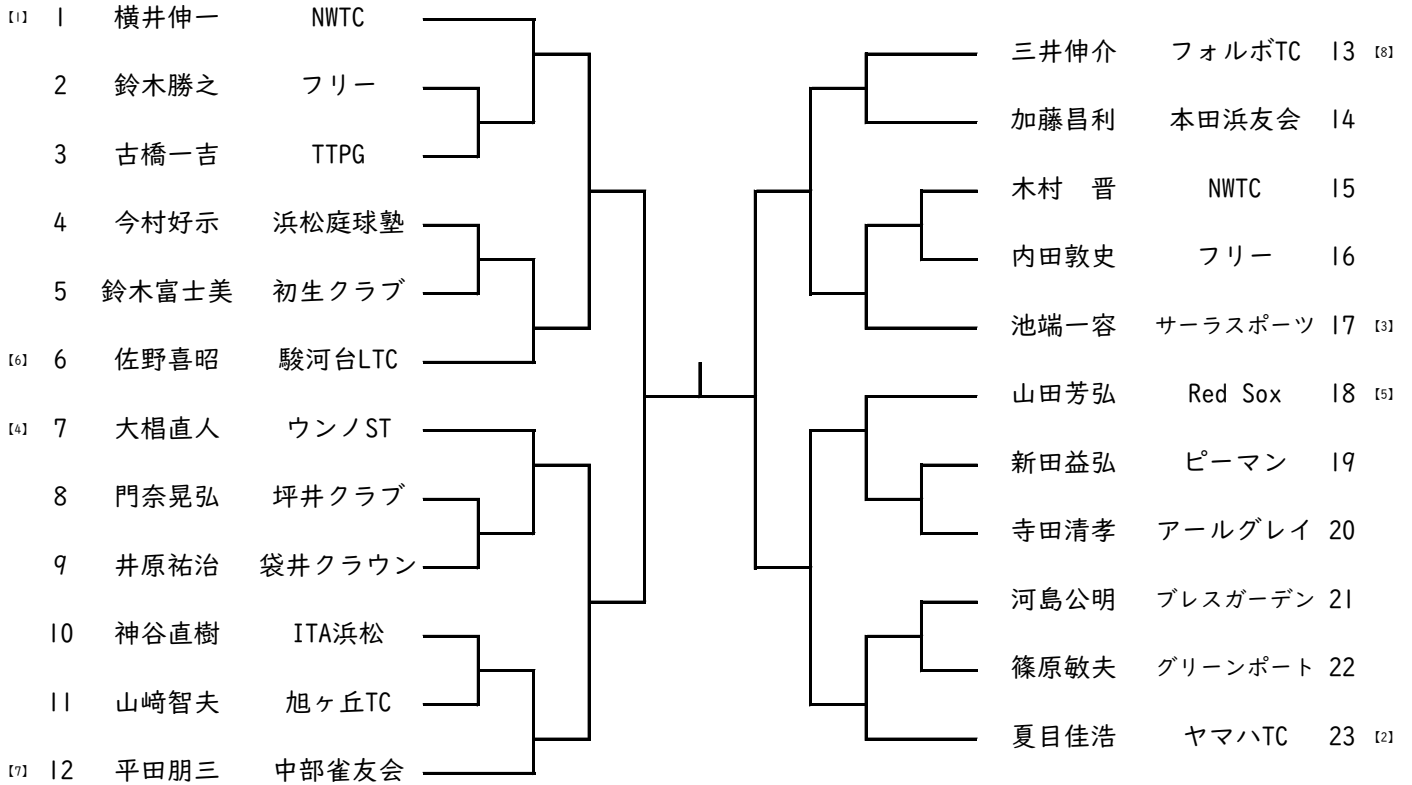 【1】 1 横井伸一 NWTC
2 鈴木勝之 フリー
3 古橋一吉 TTPG
4 今村好示 浜松庭球塾
5 鈴木富士美 初生クラブ
【6】 6 佐野喜昭 駿河台LTC
【4】 7 大椙直人 ウンノST
8 門奈晃弘 坪井クラブ
9 井原祐治 袋井クラウン
10 神谷直樹 ITA浜松
11 山﨑智夫 旭ヶ丘TC
【7】 12 平田朋三 中部雀友会
三井伸介 フォルボTC 13 【8】
加藤昌利 本田浜友会 14
木村 晋 NWTC 15
内田敦史 フリー 16
池端一容 サーラスポーツ 17 【3】
山田芳弘 Red Sox 18 【5】
新田益弘 ピーマン 19
寺田清孝 アールグレイ 20
河島公明 ブレスガーデン 21
篠原敏夫 グリーンポート 22
夏目佳浩 ヤマハTC 23 【2】